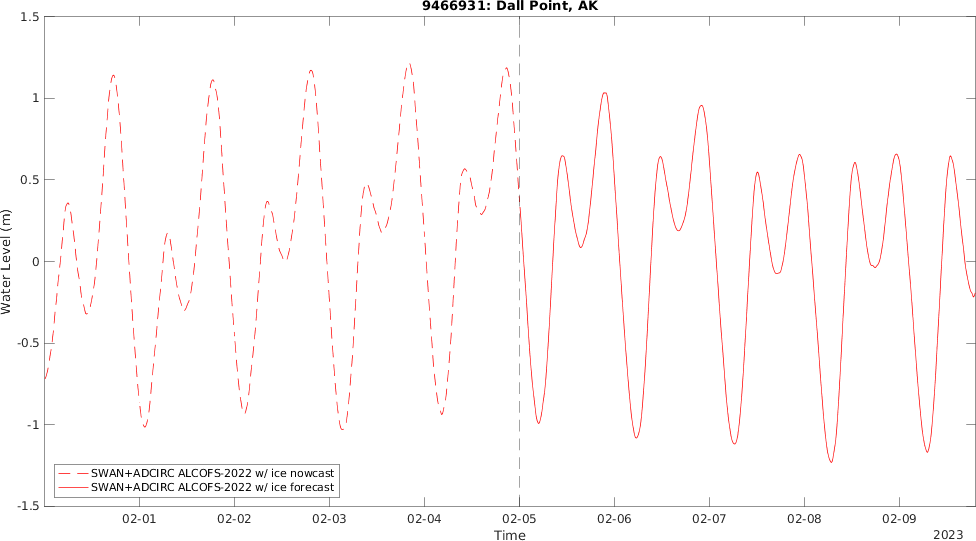 9466931: Dall Point, AK
1.5
1
0.5
0
-0.5
-1
-1.5
Water Level (m)
SWAN+ADCIRC ALCOFS-2022 w/ ice nowcast
SWAN+ADCIRC ALCOFS-2022 w/ ice forecast
02-01 02-02 02-03 02-04 02-05 02-06 02-07 02-08 02-09
Time
2023